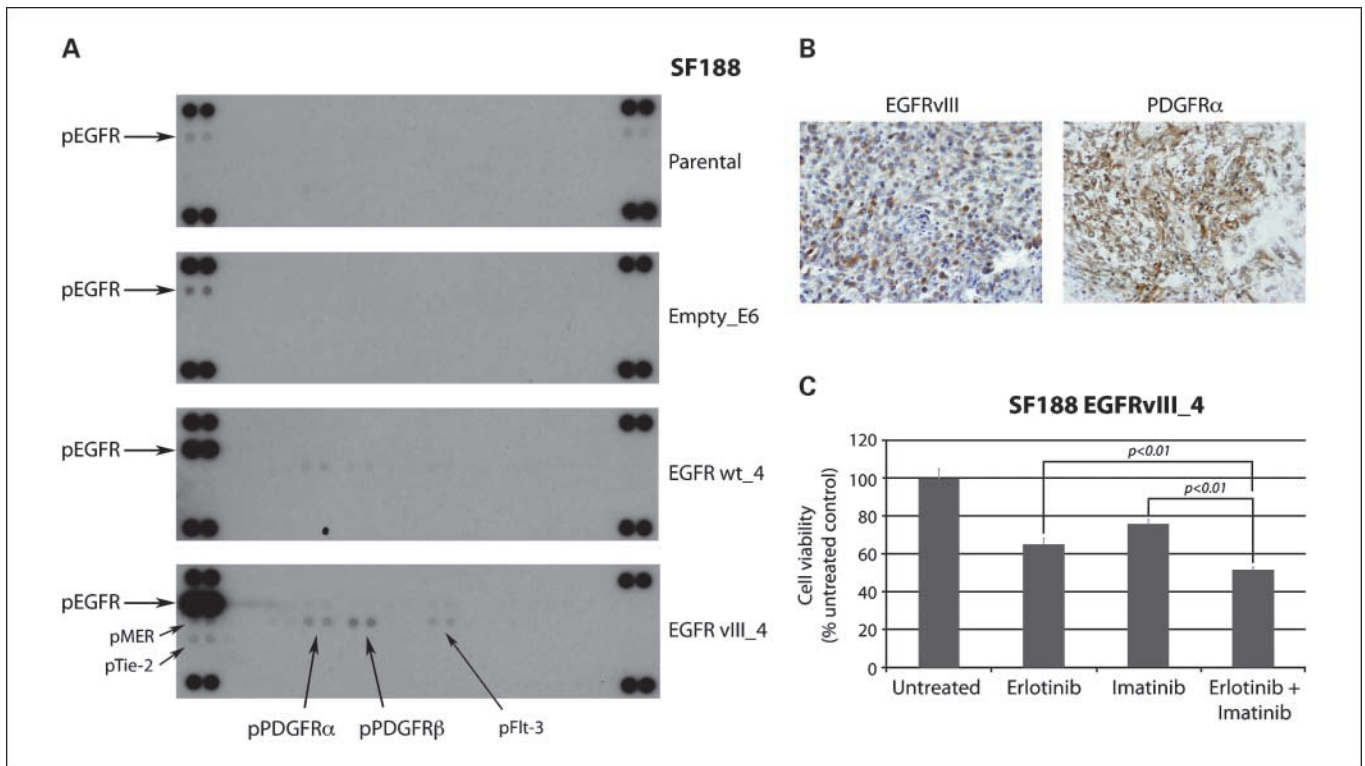 A
SF188
pEGFR
Parental
pEGFR
Empty_E6
pEGFR
EGFR wt_4
pEGFR
pMER
pTie-2
EGFR vIII_4
pPDGFRα
pPDGFRβ
pFlt-3
B
EGFRvIII
PDGFRα
C
SF188 EGFRvIII_4
Cell viability
(% untreated control)
120
100
80
60
40
20
0
p<0.01
p<0.01
Untreated
Erlotinib
Imatinib
Erlotinib +
Imatinib